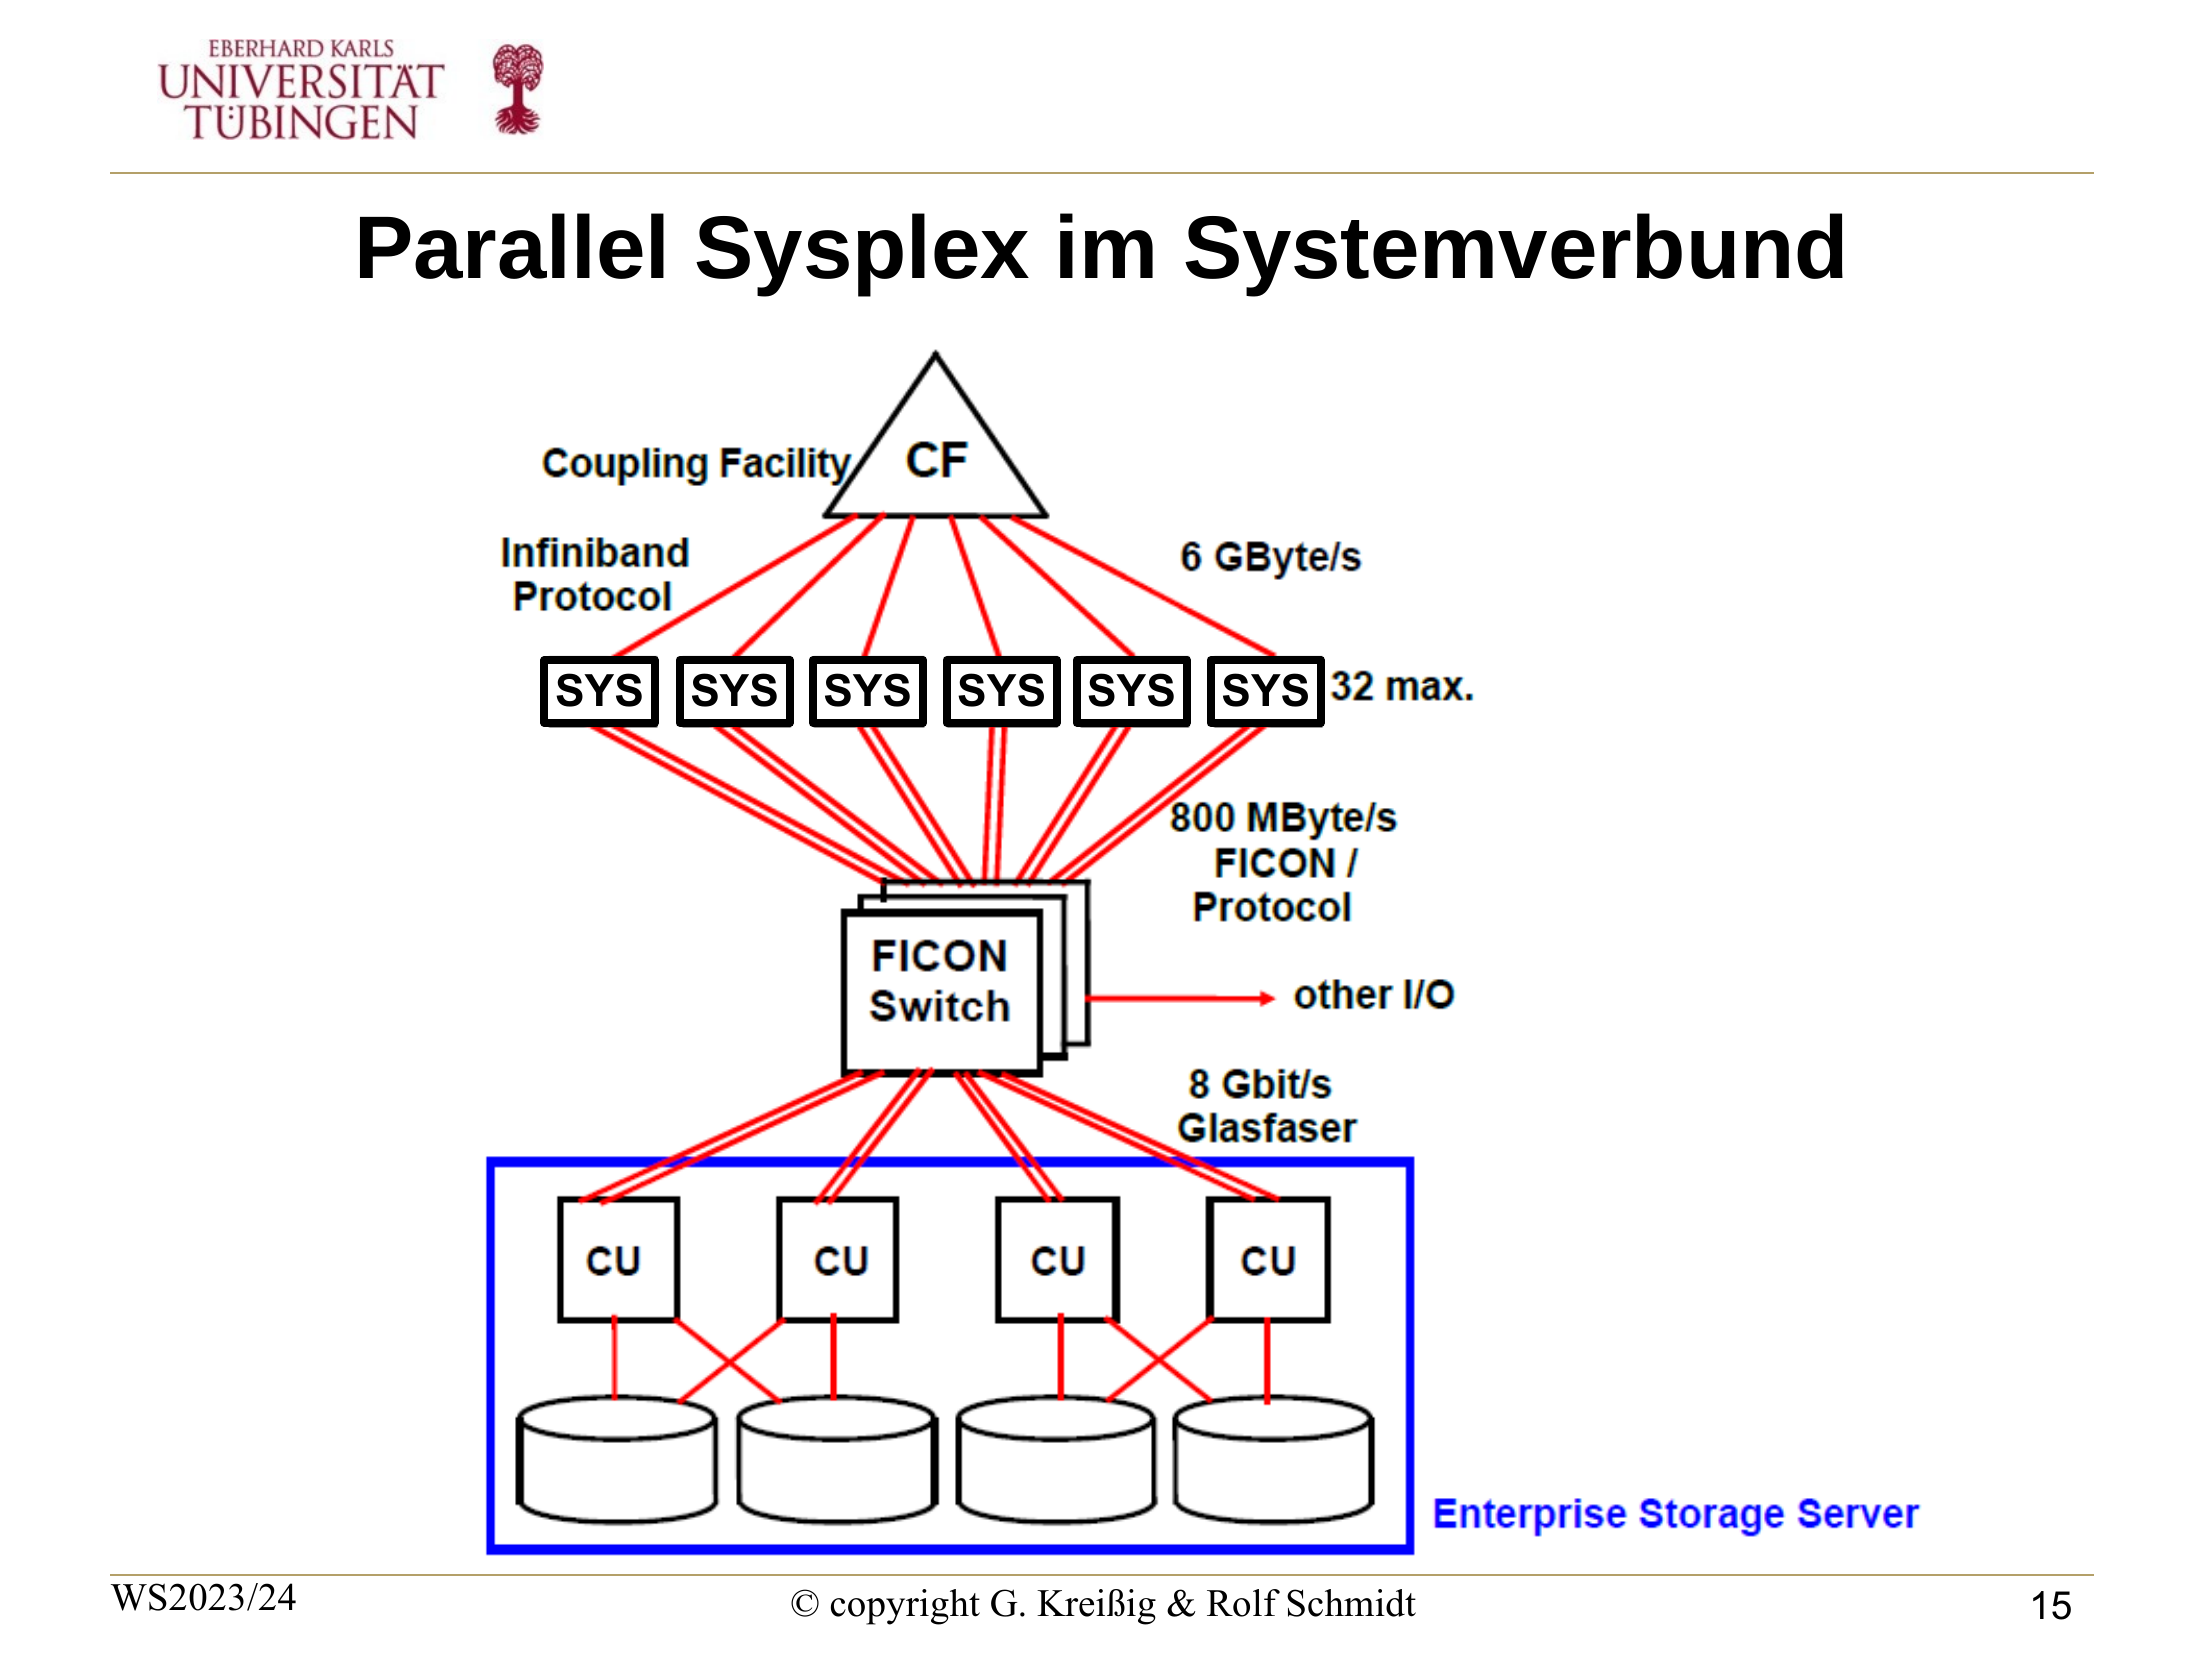 EBERHARD KARLS
UNIVERSITÄT
TÜBINGEN
Parallel Sysplex im Systemverbund
CF
Coupling Facility
Infiniband
Protocol
6 GByte/s
SYS SYS SYS SYS SYS SYS 32 max.
800 MByte/s
FICON /
Protocol
FICON
Switch
other I/O
8 Gbit/s
Glasfaser
CU CU CU CU
Enterprise Storage Server
WS2023/24
© copyright G. Kreißig & Rolf Schmidt
15